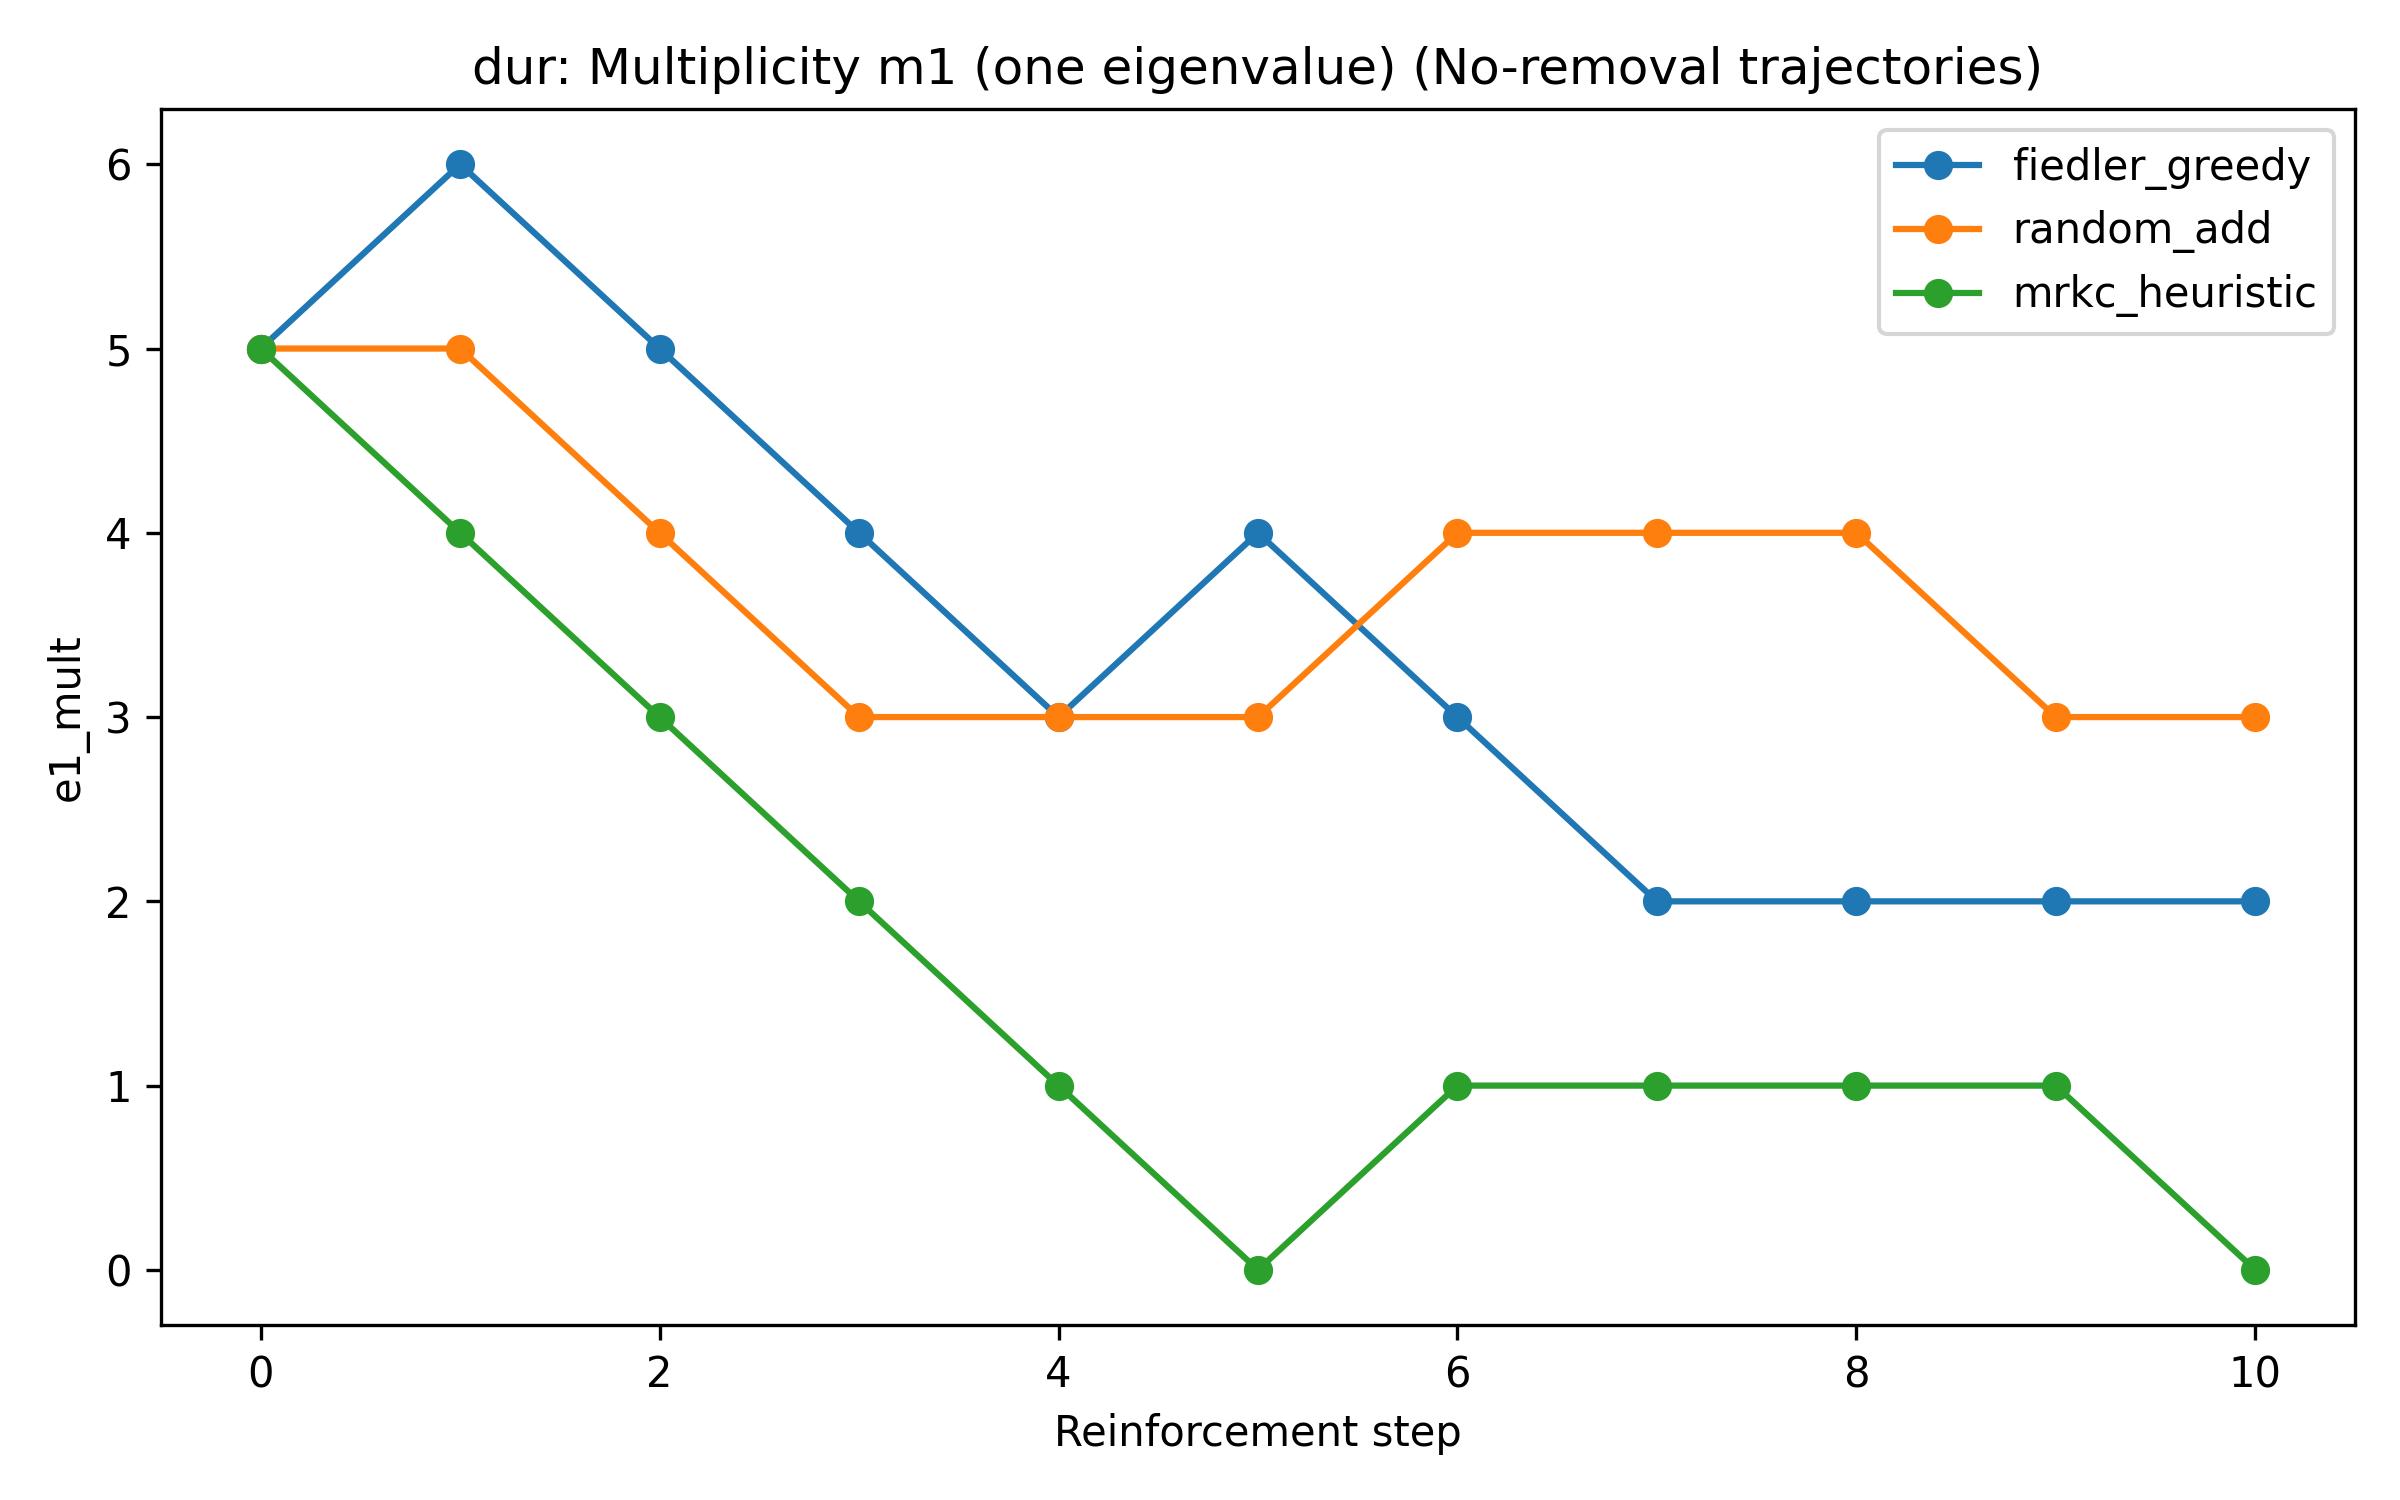 dur: Multiplicity m1 (one eigenvalue) (No-removal trajectories)
fiedler_greedy
random_add
mrkc_heuristic
e1_mult
6
5
4
3
2
1
0
0 2 4 6 8 10
Reinforcement step